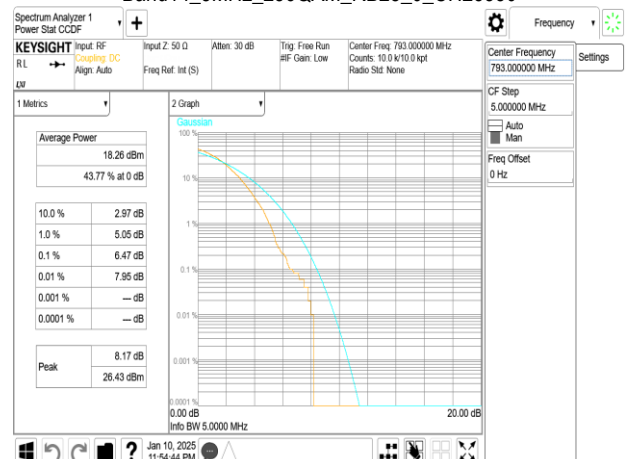 Spectrum Analyzer 1
Power Stat CCDF
Frequency
KEYSIGHT
RL
LXI
Input: RF
Coupling: DC
Align: Auto
Input Z: 50 Ω
Freq Ref: Int (S)
Atten: 30 dB
Trig: Free Run
#IF Gain: Low
Center Freq: 793.000000 MHz
Counts: 10.0 k/10.0 kpt
Radio Std: None
Center Frequency
793.000000 MHz
Settings
CF Step
5.000000 MHz
Auto
Man
Freq Offset
0 Hz
1 Metrics
Average Power
18.26 dBm
43.77 % at 0 dB
10.0 % 2.97 dB
1.0 % 5.05 dB
0.1 % 6.47 dB
0.01 % 7.95 dB
0.001 % --- dB
0.0001 % --- dB
Peak 8.17 dB
26.43 dBm
2 Graph
Gaussian
100 %
10 %
1 %
0.1 %
0.01 %
0.001 %
0.0001 %
0.00 dB 20.00 dB
Info BW 5.0000 MHz
Jan 10, 2025
11:54:44 PM